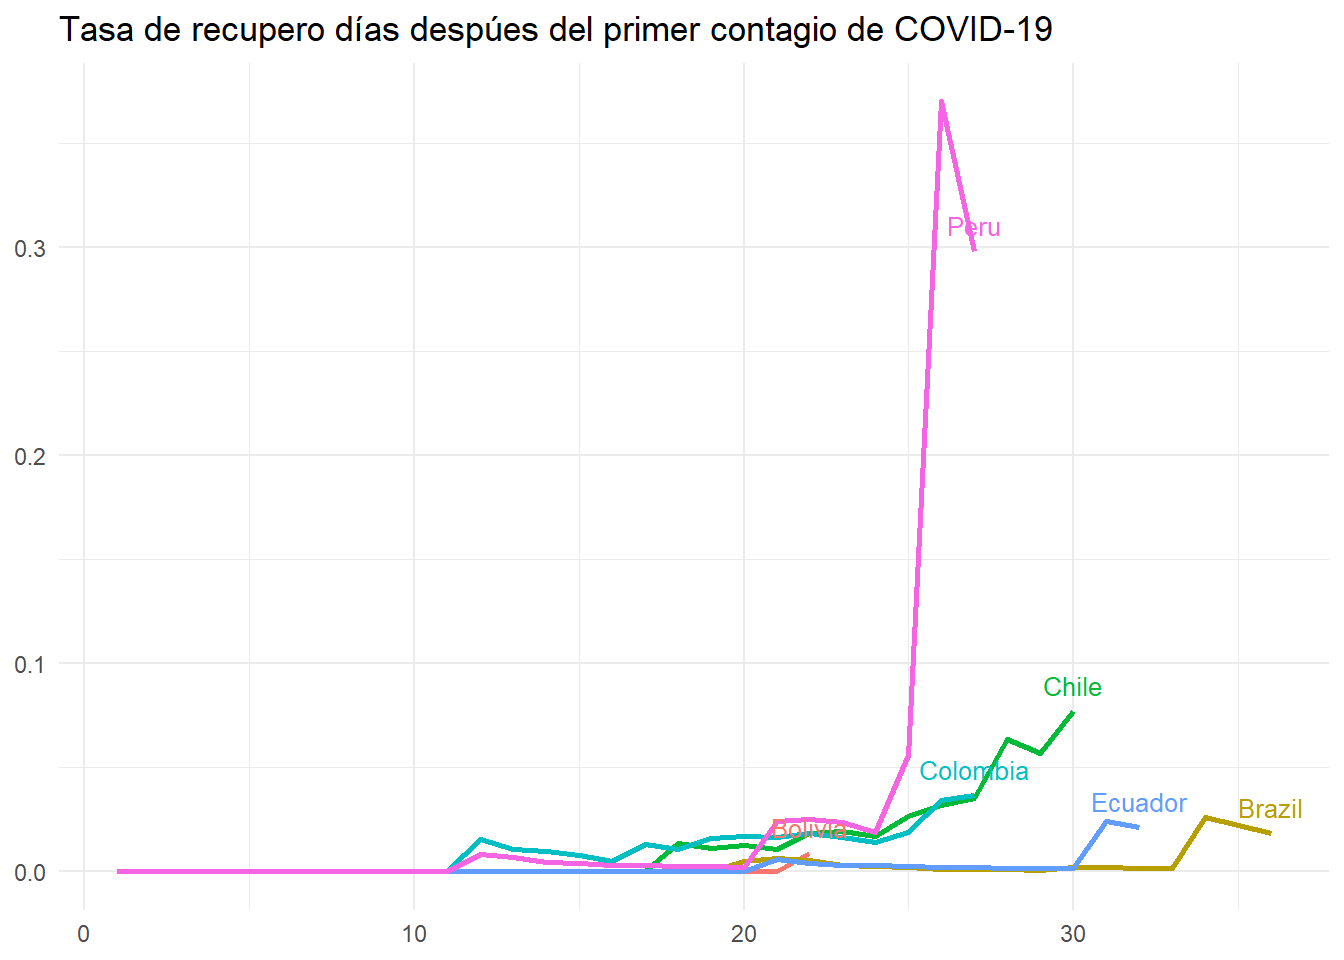 Tasa de recupero días despúes del primer contagio de COVID-19
0.3
Peru
0.2
0.1
Chile
Colombia
Ecuador
Brazil
Bolivia
0.0
0
10
20
30